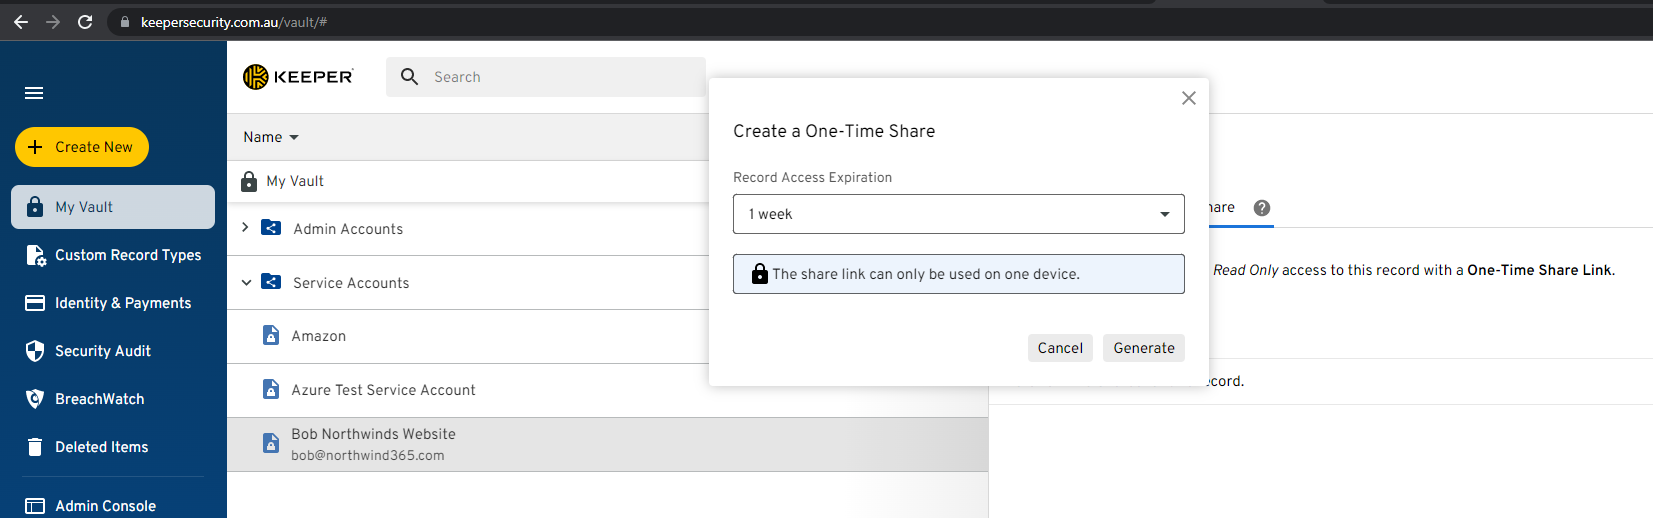 keepersecurity.com.au/vault/#
KEEPER
Search
Create New
My Vault
Custom Record Types
Identity & Payments
Security Audit
BreachWatch
Deleted Items
Admin Console
Name
My Vault
Admin Accounts
Service Accounts
Amazon
Azure Test Service Account
Bob Northwinds Website
bob@northwind365.com
Create a One-Time Share
Record Access Expiration
1 week
The share link can only be used on one device.
Cancel Generate
hare ?
Read Only access to this record with a One-Time Share Link.
cord.